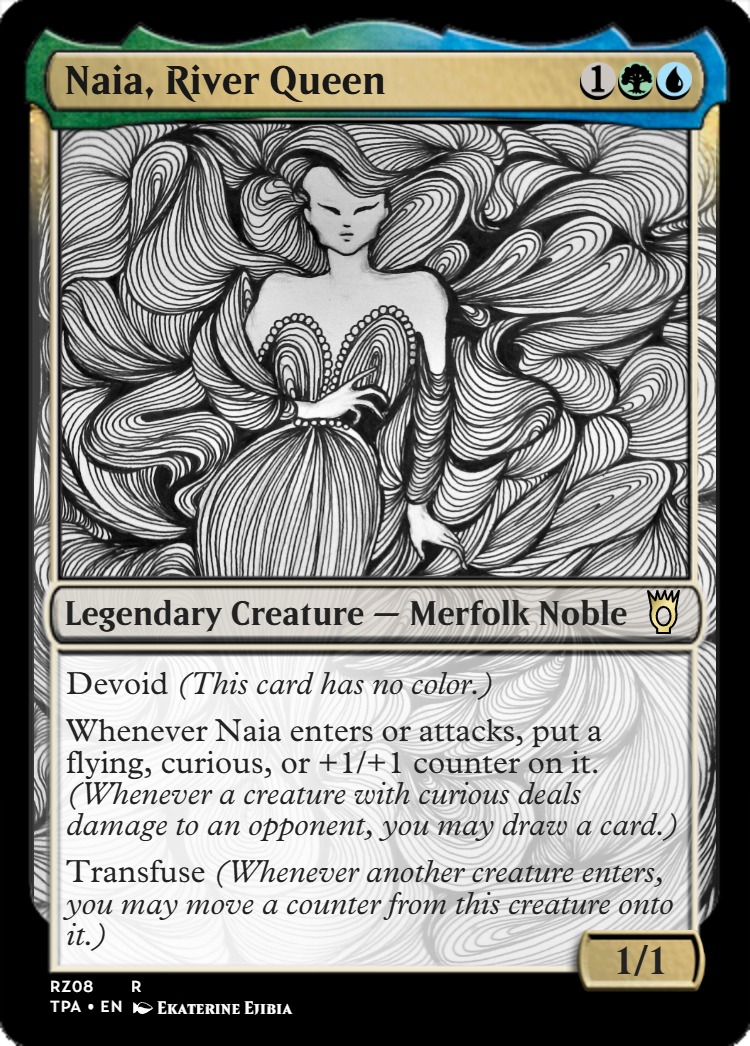 Naia, River Queen 1
Legendary Creature — Merfolk Noble
Devoid (This card has no color.)
Whenever Naia enters or attacks, put a
flying, curious, or +1/+1 counter on it.
(Whenever a creature with curious deals
damage to an opponent, you may draw a card.)
Transfuse (Whenever another creature enters,
you may move a counter from this creature onto
it.)
1/1
RZ08 R
TPA • EN Ekaterine Ejibia